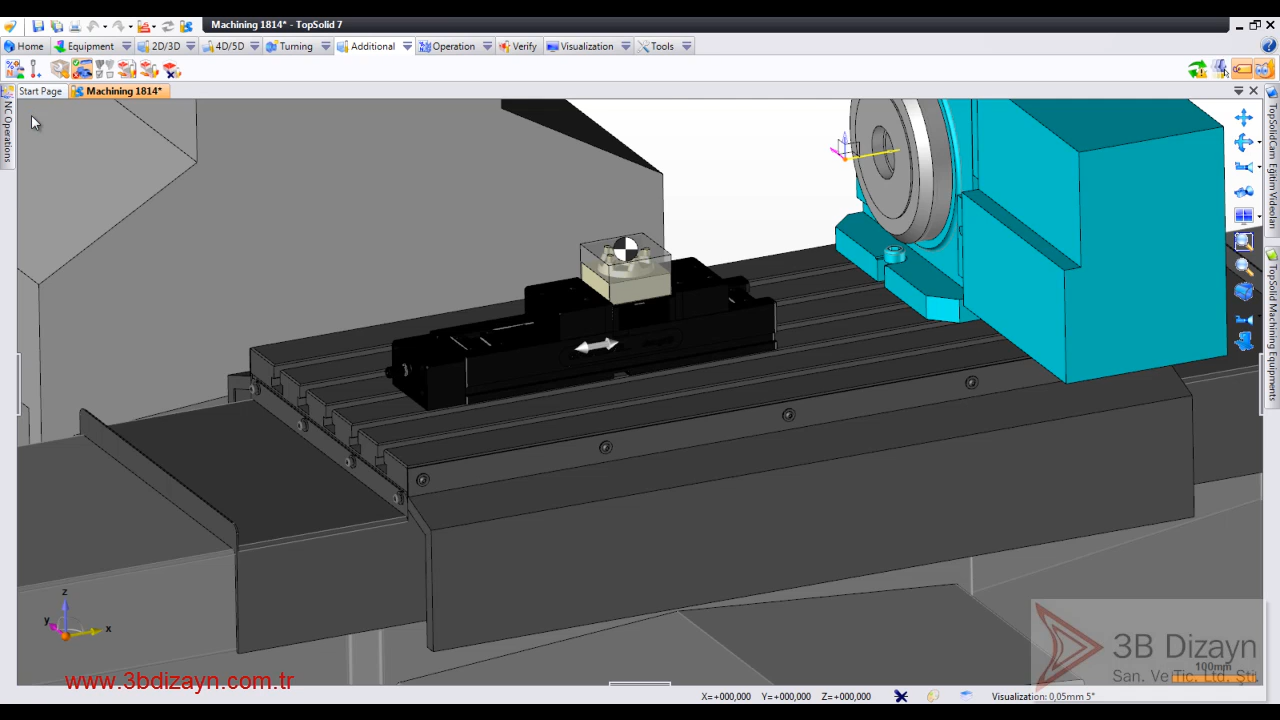 Machining 1814* - TopSolid 7
Home
Equipment
2D/3D
4D/5D
Turning
Additional
Operation
Verify
Visualization
Tools
Start Page
Machining 1814*
NC Operations
TopSolidCam Eğitim Videoları
TopSolid Machining Equipments
z
y
x
www.3bdizayn.com.tr
3B Dizayn
100mm
San. Ve Tic. Ltd. Şti.
X=+000,000 Y=+000,000 Z=+000,000 Visualization: 0,05mm 5°